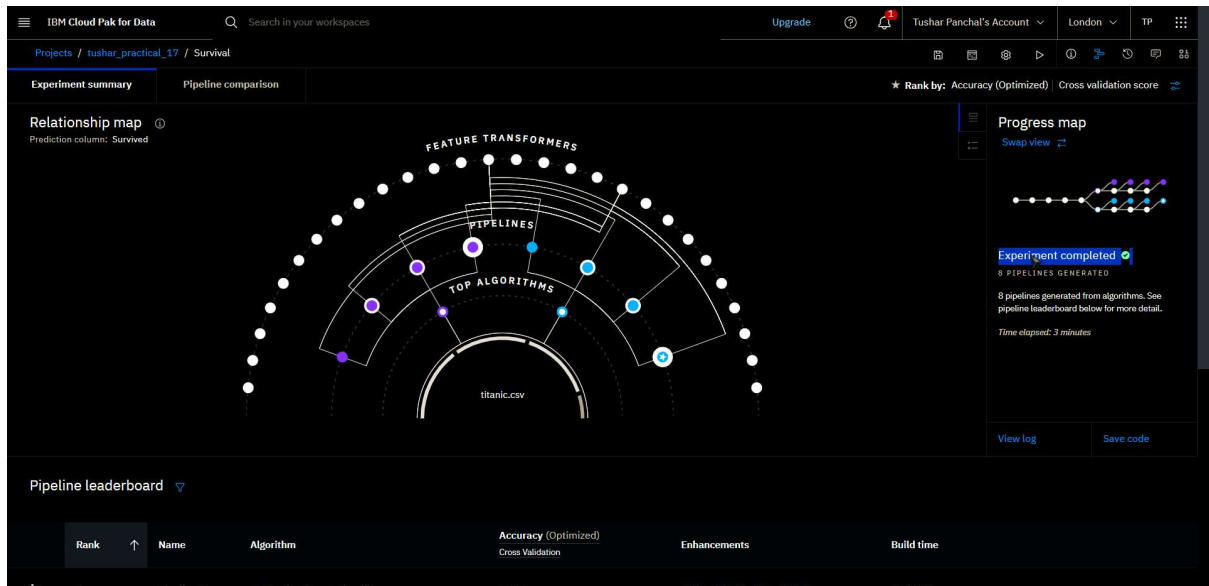 IBM Cloud Pak for Data
Search in your workspaces
Upgrade
1
Tushar Panchal's Account
London
TP
Projects / tushar_practical_17 / Survival
Experiment summary
Pipeline comparison
Rank by: Accuracy (Optimized) | Cross validation score
Relationship map
Prediction column: Survived
FEATURE TRANSFORMERS
PIPELINES
TOP ALGORITHMS
titanic.csv
Progress map
Swap view
Experiment completed
8 PIPELINES GENERATED
8 pipelines generated from algorithms. See
pipeline leaderboard below for more detail.
Time elapsed: 3 minutes
View log
Save code
Pipeline leaderboard
Rank
Name
Algorithm
Accuracy (Optimized)
Cross Validation
Enhancements
Build time